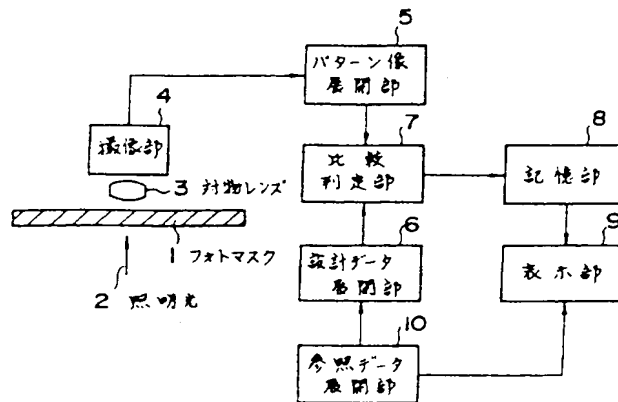 5
パターン像
展開部
4
撮像部
7
比較
判定部
8
記憶部
3 対物レンズ
6
設計データ
展開部
9
表示部
1 フォトマスク
2 照明光
10
参照データ
展開部